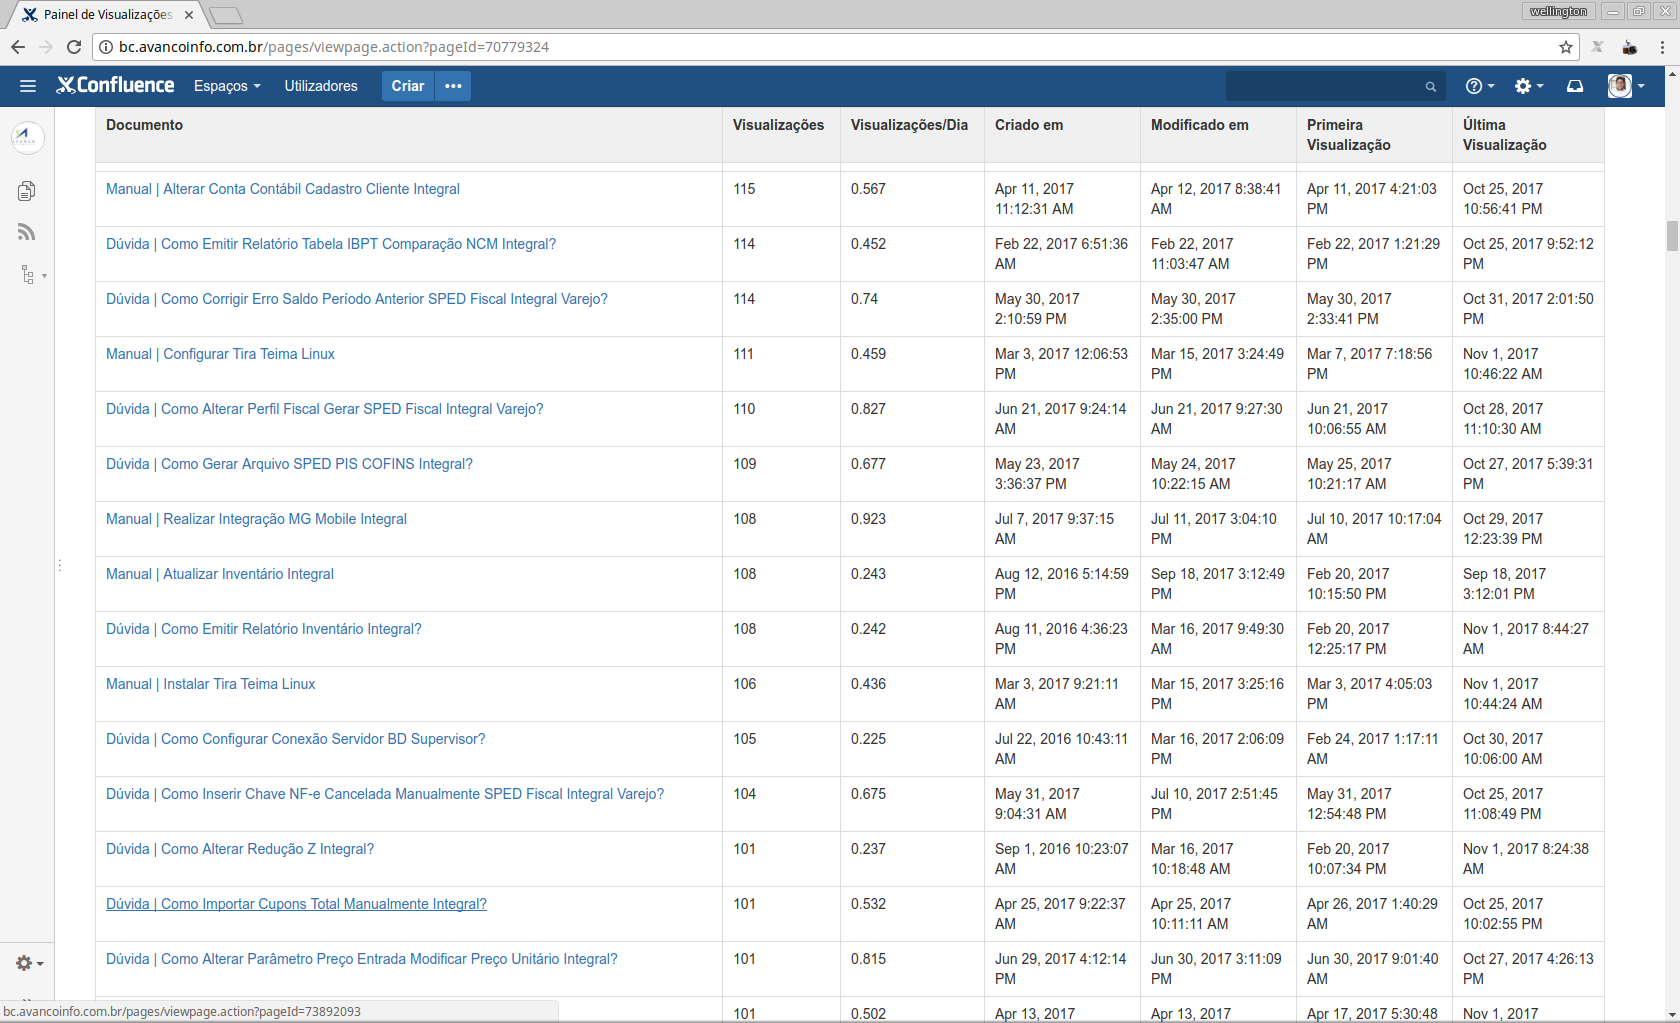 Painel de Visualizações
wellington
bc.avancoinfo.com.br/pages/viewpage.action?pageId=70779324
Confluence Espaços Utilizadores Criar •••
Documento Visualizações Visualizações/Dia Criado em Modificado em Primeira Última
Visualização Visualização
Manual | Alterar Conta Contábil Cadastro Cliente Integral 115 0.567 Apr 11, 2017 Apr 12, 2017 8:38:41 Apr 11, 2017 4:21:03 Oct 25, 2017
11:12:31 AM AM PM 10:56:41 PM
Dúvida | Como Emitir Relatório Tabela IBPT Comparação NCM Integral? 114 0.452 Feb 22, 2017 6:51:36 Feb 22, 2017 Feb 22, 2017 1:21:29 Oct 25, 2017 9:52:12
AM 11:03:47 AM PM PM
Dúvida | Como Corrigir Erro Saldo Período Anterior SPED Fiscal Integral Varejo? 114 0.74 May 30, 2017 May 30, 2017 May 30, 2017 Oct 31, 2017 2:01:50
2:10:59 PM 2:35:00 PM 2:33:41 PM PM
Manual | Configurar Tira Teima Linux 111 0.459 Mar 3, 2017 12:06:53 Mar 15, 2017 3:24:49 Mar 7, 2017 7:18:56 Nov 1, 2017
PM PM PM 10:46:22 AM
Dúvida | Como Alterar Perfil Fiscal Gerar SPED Fiscal Integral Varejo? 110 0.827 Jun 21, 2017 9:24:14 Jun 21, 2017 9:27:30 Jun 21, 2017 Oct 28, 2017
AM AM 10:06:55 AM 11:10:30 AM
Dúvida | Como Gerar Arquivo SPED PIS COFINS Integral? 109 0.677 May 23, 2017 May 24, 2017 May 25, 2017 Oct 27, 2017 5:39:31
3:36:37 PM 10:22:15 AM 10:21:17 AM PM
Manual | Realizar Integração MG Mobile Integral 108 0.923 Jul 7, 2017 9:37:15 Jul 11, 2017 3:04:10 Jul 10, 2017 10:17:04 Oct 29, 2017
AM PM AM 12:23:39 PM
Manual | Atualizar Inventário Integral 108 0.243 Aug 12, 2016 5:14:59 Sep 18, 2017 3:12:49 Feb 20, 2017 Sep 18, 2017
PM PM 10:15:50 PM 3:12:01 PM
Dúvida | Como Emitir Relatório Inventário Integral? 108 0.242 Aug 11, 2016 4:36:23 Mar 16, 2017 9:49:30 Feb 20, 2017 Nov 1, 2017 8:44:27
PM AM 12:25:17 PM AM
Manual | Instalar Tira Teima Linux 106 0.436 Mar 3, 2017 9:21:11 Mar 15, 2017 3:25:16 Mar 3, 2017 4:05:03 Nov 1, 2017
AM PM PM 10:44:24 AM
Dúvida | Como Configurar Conexão Servidor BD Supervisor? 105 0.225 Jul 22, 2016 10:43:11 Mar 16, 2017 2:06:09 Feb 24, 2017 1:17:11 Oct 30, 2017
AM PM AM 10:06:00 AM
Dúvida | Como Inserir Chave NF-e Cancelada Manualmente SPED Fiscal Integral Varejo? 104 0.675 May 31, 2017 Jul 10, 2017 2:51:45 May 31, 2017 Oct 25, 2017
9:04:31 AM PM 12:54:48 PM 11:08:49 PM
Dúvida | Como Alterar Redução Z Integral? 101 0.237 Sep 1, 2016 10:23:07 Mar 16, 2017 Feb 20, 2017 Nov 1, 2017 8:24:38
AM 10:18:48 AM 10:07:34 PM AM
Dúvida | Como Importar Cupons Total Manualmente Integral? 101 0.532 Apr 25, 2017 9:22:37 Apr 25, 2017 Apr 26, 2017 1:40:29 Oct 25, 2017
AM 10:11:11 AM AM 10:02:55 PM
Dúvida | Como Alterar Parâmetro Preço Entrada Modificar Preço Unitário Integral? 101 0.815 Jun 29, 2017 4:12:14 Jun 30, 2017 3:11:09 Jun 30, 2017 9:01:40 Oct 27, 2017 4:26:13
PM PM AM PM
101 0.502 Apr 13, 2017 Apr 13, 2017 Apr 17, 2017 5:30:48 Nov 1, 2017
bc.avancoinfo.com.br/pages/viewpage.action?pageId=73892093